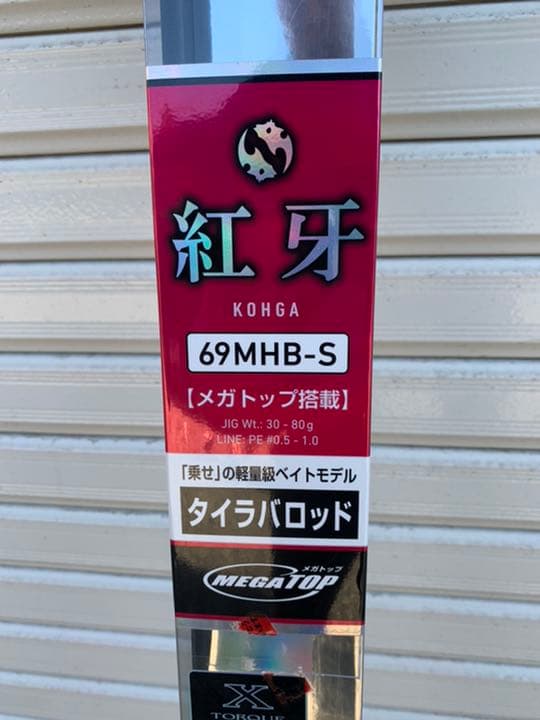 紅牙
KOHGA
69MHB-S
【メガトップ搭載】
JIG Wt.: 30 - 80g
LINE: PE #0.5 - 1.0
「乗せ」の軽量級ベイトモデル
タイラバロッド
メガトップ
MEGATOP
X
TORQUE